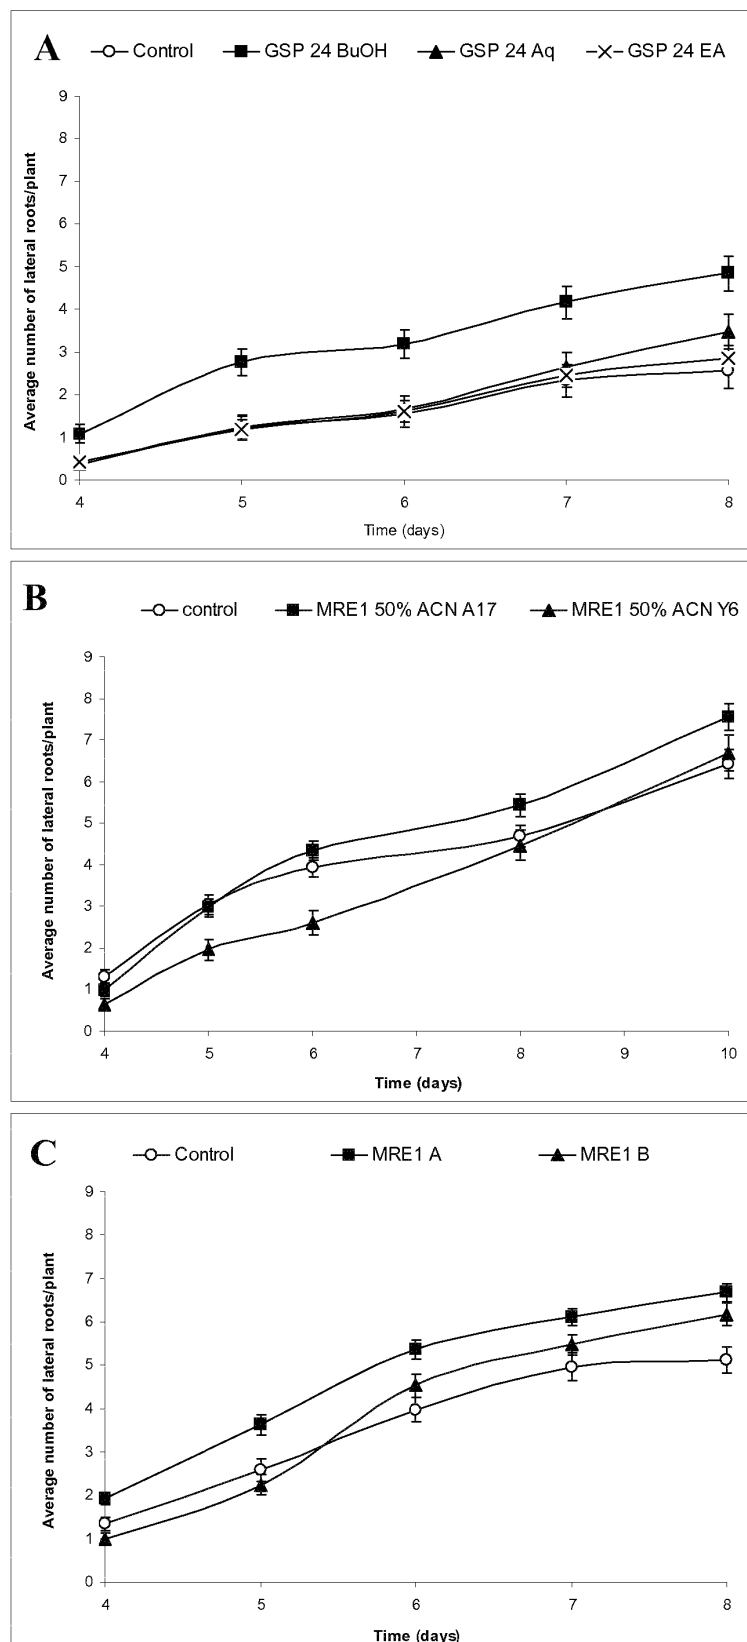 A
Control GSP 24 BuOH GSP 24 Aq GSP 24 EA
Average number of lateral roots/plant
9
8
7
6
5
4
3
2
1
0
4 5 6 7 8
Time (days)
B
control MRE1 50% ACN A17 MRE1 50% ACN Y6
Average number of lateral roots/plant
9
8
7
6
5
4
3
2
1
0
4 5 6 8 9 10
Time (days)
C
Control MRE1 A MRE1 B
Average number of lateral roots/plant
9
8
7
6
5
4
3
2
1
0
4 5 6 7 8
Time (days)